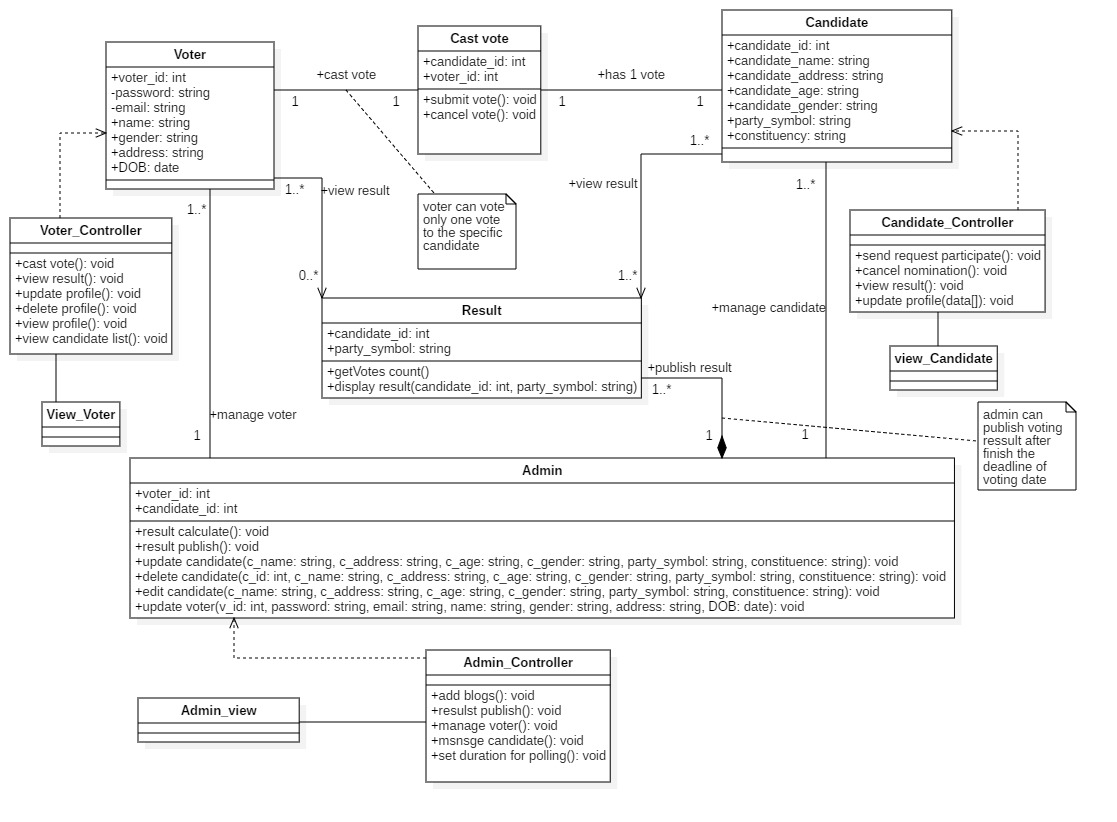 Voter
+voter_id: int
-password: string
-email: string
+name: string
+gender: string
+address: string
+DOB: date
+cast vote
1
1
Cast vote
+candidate_id: int
+voter_id: int
+submit vote(): void
+cancel vote(): void
+has 1 vote
1
1
Candidate
+candidate_id: int
+candidate_name: string
+candidate_address: string
+candidate_age: string
+candidate_gender: string
+party_symbol: string
+constituency: string
1..*
+view result
0..*
1..*
voter can vote
only one vote
to the specific
candidate
1..*
+view result
1..*
1..*
Voter_Controller
+cast vote(): void
+view result(): void
+update profile(): void
+delete profile(): void
+view profile(): void
+view candidate list(): void
Candidate_Controller
+send request participate(): void
+cancel nomination(): void
+view result(): void
+update profile(data[]): void
+manage candidate
1
Result
+candidate_id: int
+party_symbol: string
+getVotes count()
+display result(candidate_id: int, party_symbol: string)
+publish result
1..*
1
view_Candidate
View_Voter
+manage voter
1
admin can
publish voting
ressult after
finish the
deadline of
voting date
Admin
+voter_id: int
+candidate_id: int
+result calculate(): void
+result publish(): void
+update candidate(c_name: string, c_address: string, c_age: string, c_gender: string, party_symbol: string, constituence: string): void
+delete candidate(c_id: int, c_name: string, c_address: string, c_age: string, c_gender: string, party_symbol: string, constituence: string): void
+edit candidate(c_name: string, c_address: string, c_age: string, c_gender: string, party_symbol: string, constituence: string): void
+update voter(v_id: int, password: string, email: string, name: string, gender: string, address: string, DOB: date): void
Admin_Controller
+add blogs(): void
+resulst publish(): void
+manage voter(): void
+msnsge candidate(): void
+set duration for polling(): void
Admin_view